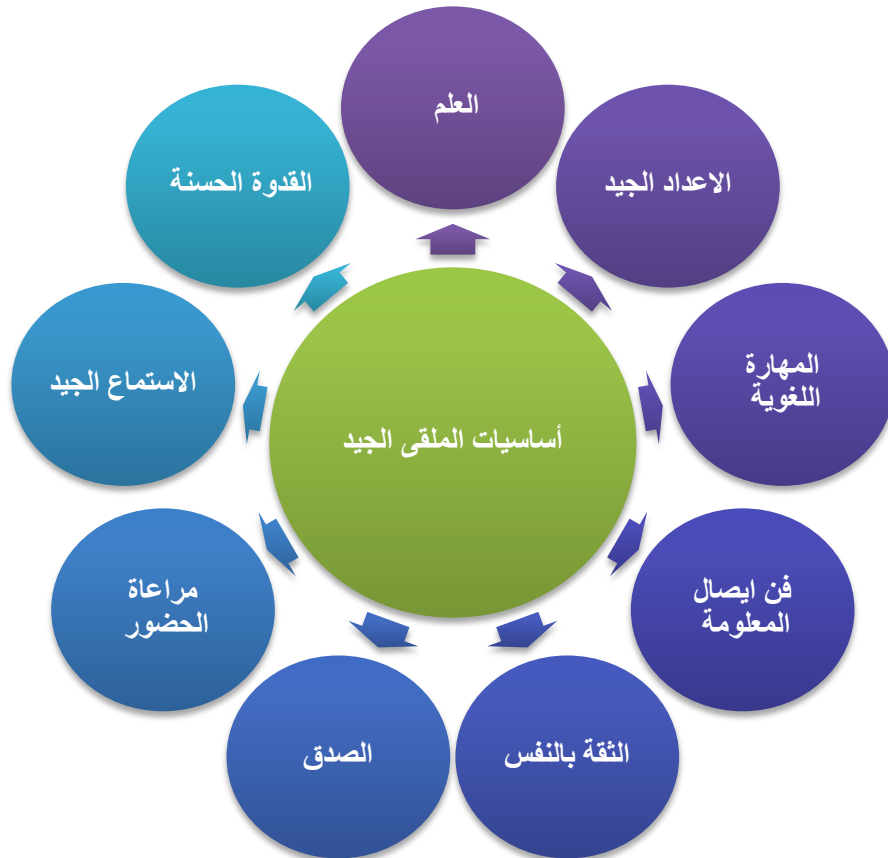 العلم
الاعداد الجيد
المهارة
اللغوية
فن ايصال
المعلومة
الثقة بالنفس
الصدق
مراعاة
الحضور
الاستماع الجيد
القدوة الحسنة
أساسيات الملقى الجيد